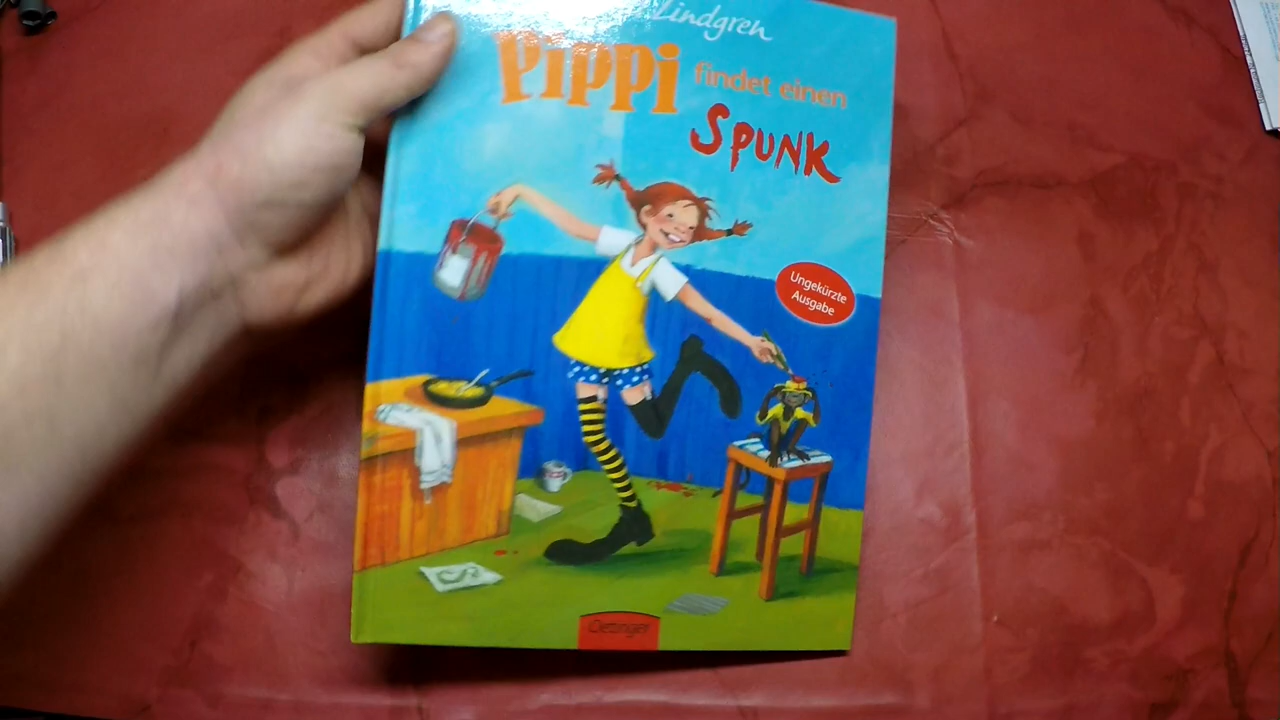 Lindgren
Pippi findet einen
SPUNK
Ungekürzte
Ausgabe
Oetinger